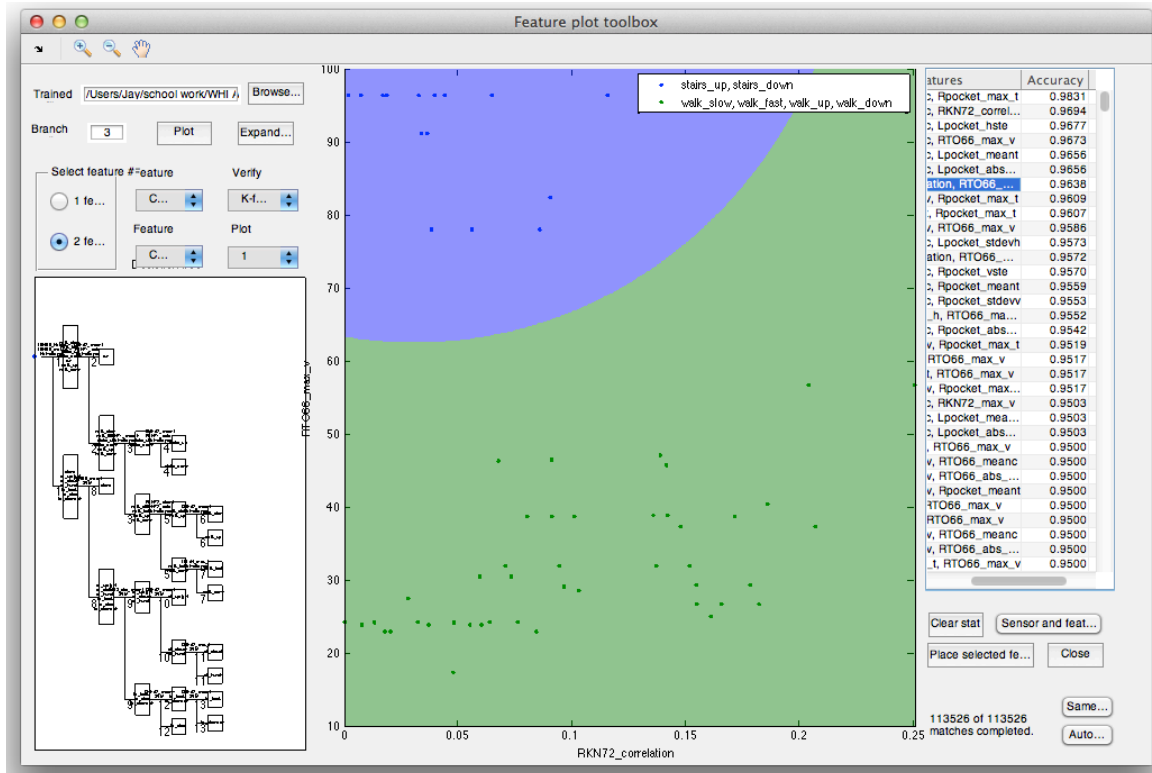 Feature plot toolbox
Trained
/Users/Jay/school work/WHI /
Browse...
Branch
3
Plot
Expand...
Select feature #
Feature
Verify
1 fe...
C...
K-f...
2 fe...
Feature
Plot
C...
1
stairs_up, stairs_down
walk_slow, walk_fast, walk_up, walk_down
100
90
80
70
60
50
40
30
20
10
0
0.05
0.1
0.15
0.2
0.25
RTO66_max_v
RKN72_correlation
atures Accuracy
c, Rpocket_max_t 0.9831
c, RKN72_correl... 0.9694
c, Lpocket_hste 0.9677
c, RTO66_max_v 0.9673
c, Lpocket_meant 0.9656
c, Lpocket_abs... 0.9656
ation, RTO66_... 0.9638
v, Rpocket_max_t 0.9609
t, Rpocket_max_t 0.9607
v, RTO66_max_v 0.9586
c, Lpocket_stdevh 0.9573
ation, RTO66_... 0.9572
c, Rpocket_vste 0.9570
c, Rpocket_meant 0.9559
c, Rpocket_stdevv 0.9553
_h, RTO66_ma... 0.9552
c, Rpocket_abs... 0.9542
v, Rpocket_max_t 0.9519
RTO66_max_v 0.9517
t, RTO66_max_v 0.9517
v, Rpocket_max... 0.9517
c, RKN72_max_v 0.9503
c, Lpocket_mea... 0.9503
c, Lpocket_abs... 0.9503
, RTO66_max_v 0.9500
v, RTO66_meanc 0.9500
v, RTO66_abs_... 0.9500
v, Rpocket_meant 0.9500
RTO66_max_v 0.9500
RTO66_max_v 0.9500
v, RTO66_meanc 0.9500
v, RTO66_abs_... 0.9500
_t, RTO66_max_v 0.9500
Clear stat
Sensor and feat...
Place selected fe...
Close
113526 of 113526
matches completed.
Same...
Auto...